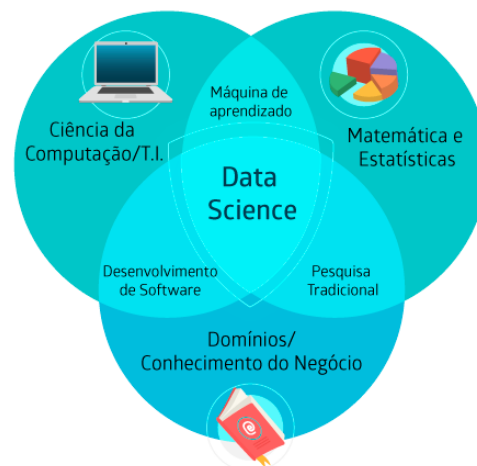 Máquina de
aprendizado
Ciência da
Computação/T.I.
Matemática e
Estatísticas
Data
Science
Desenvolvimento
de Software
Pesquisa
Tradicional
Domínios/
Conhecimento do Negócio